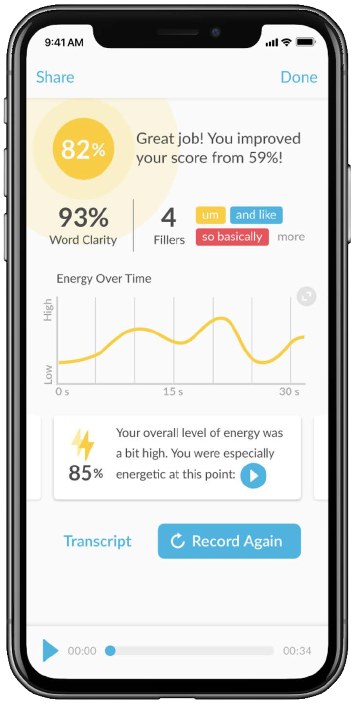 9:41 AM
Share
Done
82%
Great job! You improved
your score from 59%!
93%
Word Clarity
4
Fillers
um
and like
so basically
more
Energy Over Time
High
Low
0 s
15 s
30 s
Your overall level of energy was
a bit high. You were especially
energetic at this point:
85%
Transcript
Record Again
00:00
00:34